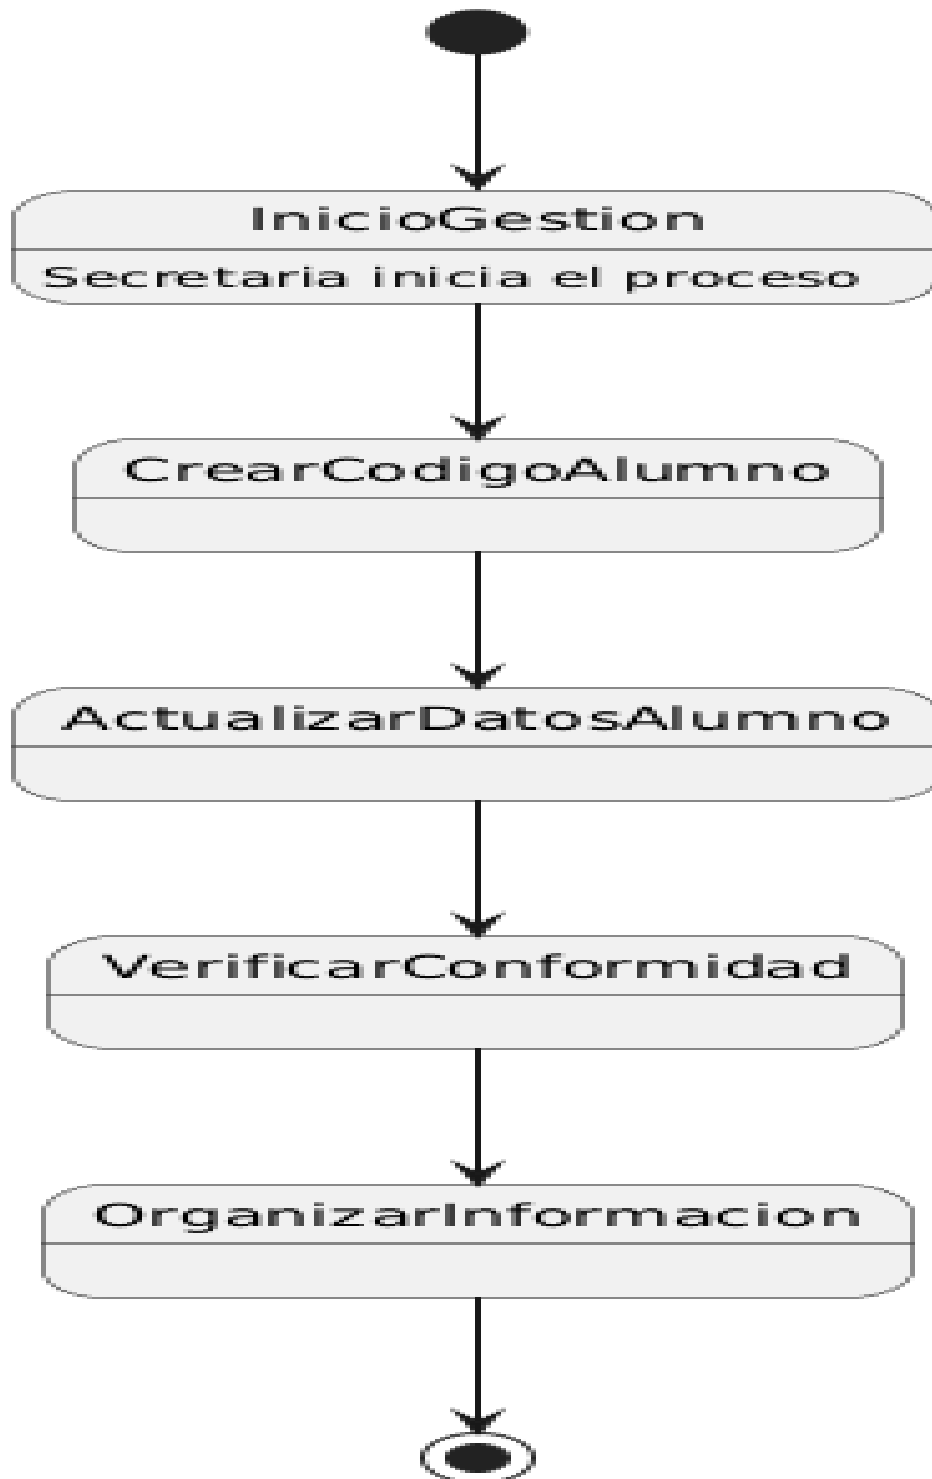 InicioGestion
Secretaria inicia el proceso
CrearCodigoAlumno
ActualizarDatosAlumno
VerificarConformidad
OrganizarInformacion